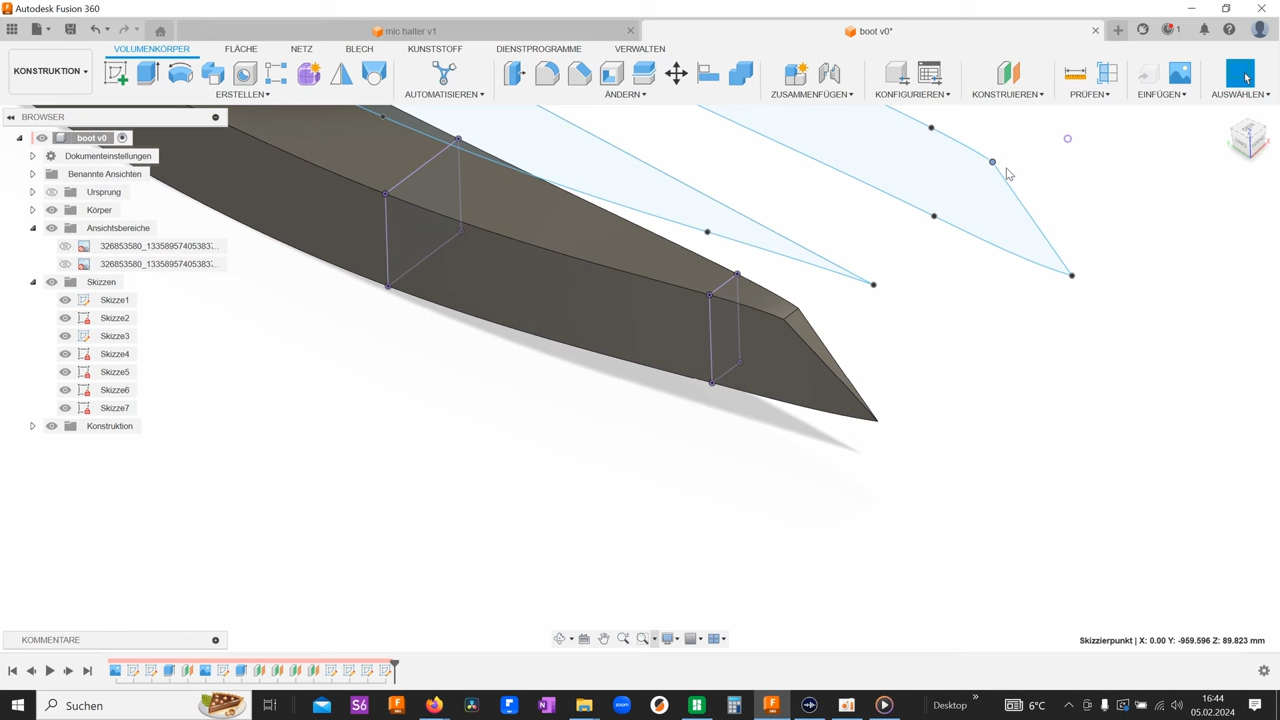 Autodesk Fusion 360
mic halter v1
boot v0*
1
VOLUMENKÖRPER FLÄCHE NETZ BLECH KUNSTSTOFF DIENSTPROGRAMME VERWALTEN
KONSTRUKTION
ERSTELLEN AUTOMATISIEREN ÄNDERN ZUSAMMENFÜGEN KONFIGURIEREN KONSTRUIEREN PRÜFEN EINFÜGEN AUSWÄHLEN
BROWSER
boot v0
Dokumenteinstellungen
Benannte Ansichten
Ursprung
Körper
Ansichtsbereiche
326853580_13358957405383...
326853580_13358957405383...
Skizzen
Skizze1
Skizze2
Skizze3
Skizze4
Skizze5
Skizze6
Skizze7
Konstruktion
KOMMENTARE
Skizzierpunkt | X: 0.00 Y: -959.596 Z: 89.823 mm
Suchen
Desktop
6°C
16:44
05.02.2024